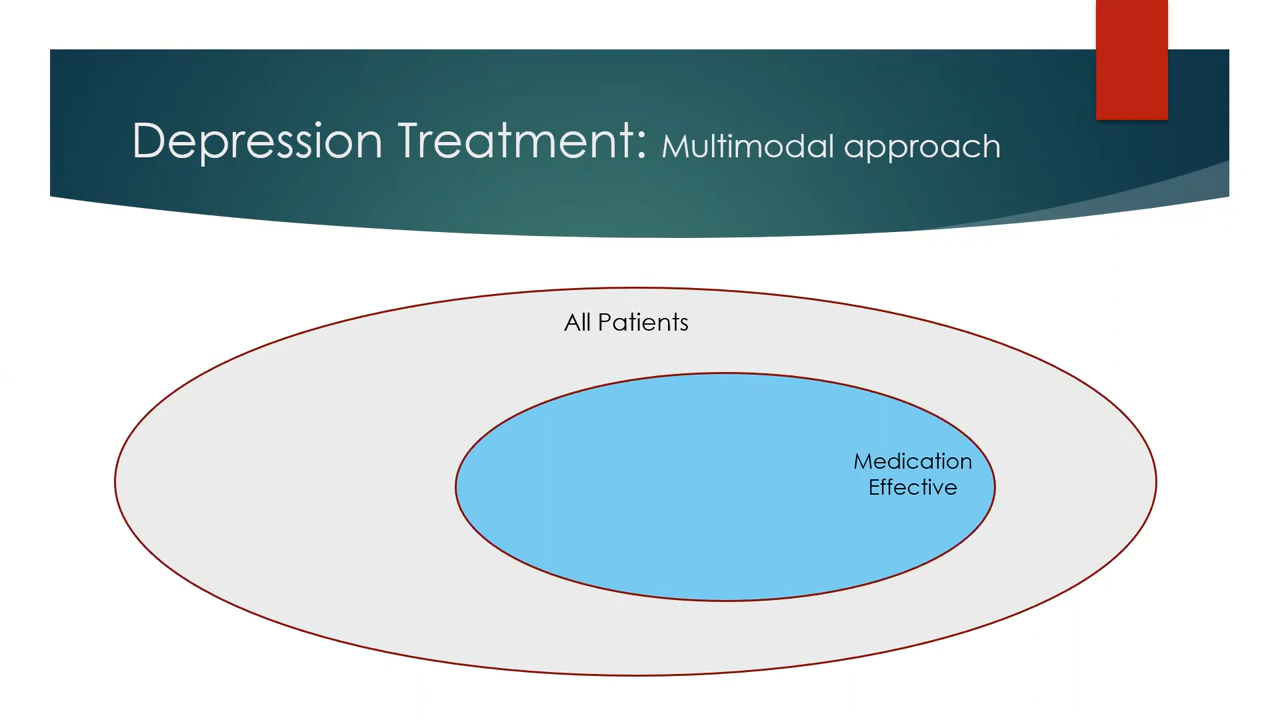 Depression Treatment: Multimodal approach
All Patients
Medication
Effective